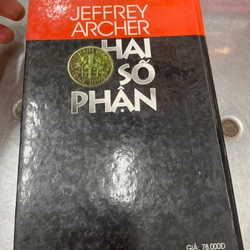 JEFFREY
ARCHER
HAI
SỐ
PHẬN
GIÁ: 78.000Đ